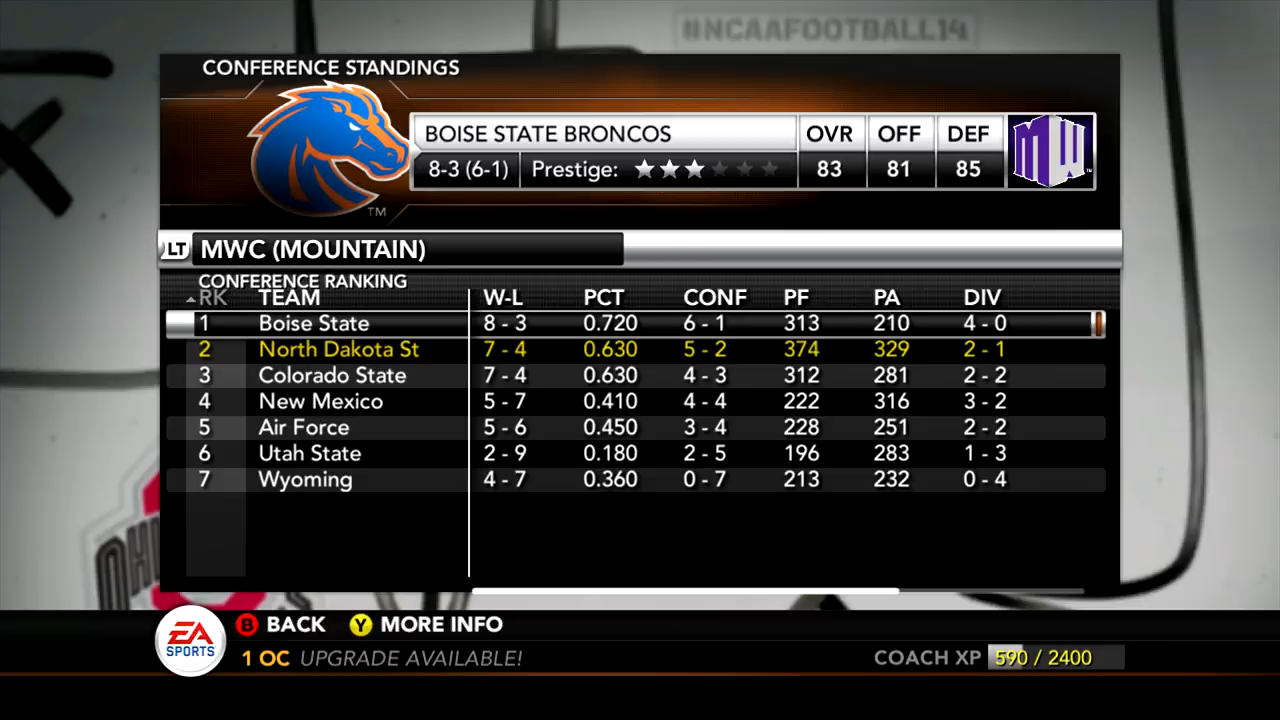 #NCAAFOOTBALL14
CONFERENCE STANDINGS
BOISE STATE BRONCOS OVR OFF DEF MW
8-3 (6-1) Prestige: 83 81 85
TM
LT MWC (MOUNTAIN)
CONFERENCE RANKING
RK TEAM W-L PCT CONF PF PA DIV
1 Boise State 8 - 3 0.720 6 - 1 313 210 4 - 0
2 North Dakota St 7 - 4 0.630 5 - 2 374 329 2 - 1
3 Colorado State 7 - 4 0.630 4 - 3 312 281 2 - 2
4 New Mexico 5 - 7 0.410 4 - 4 222 316 3 - 2
5 Air Force 5 - 6 0.450 3 - 4 228 251 2 - 2
6 Utah State 2 - 9 0.180 2 - 5 196 283 1 - 3
7 Wyoming 4 - 7 0.360 0 - 7 213 232 0 - 4
EA SPORTS
B BACK Y MORE INFO
1 OC UPGRADE AVAILABLE! COACH XP 590 / 2400